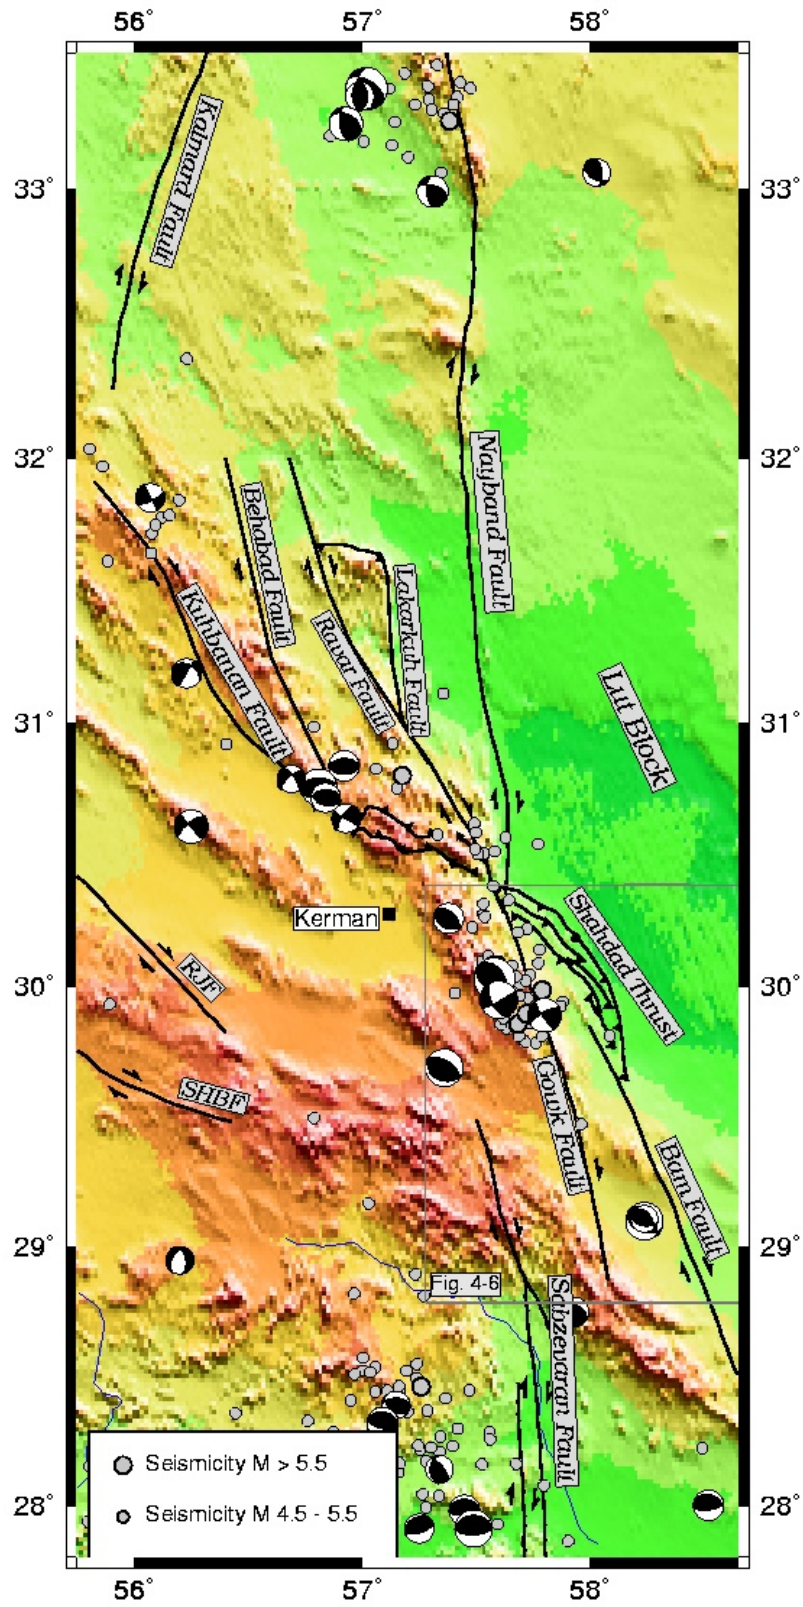 56° 57° 58°
33° 33°
32° 32°
31° 31°
30° 30°
29° 29°
28° 28°
56° 57° 58°
Kalmard Fault
Nayband Fault
Behabad Fault
Lakarkuh Fault
Kuhbanan Fault
Ravar Fault
Lut Block
Kerman
Shahdad Thrust
RJF
SHBF
Gowk Fault
Bam Fault
Fig. 4-6
Sabzevaran Fault
Seismicity M > 5.5
Seismicity M 4.5 - 5.5